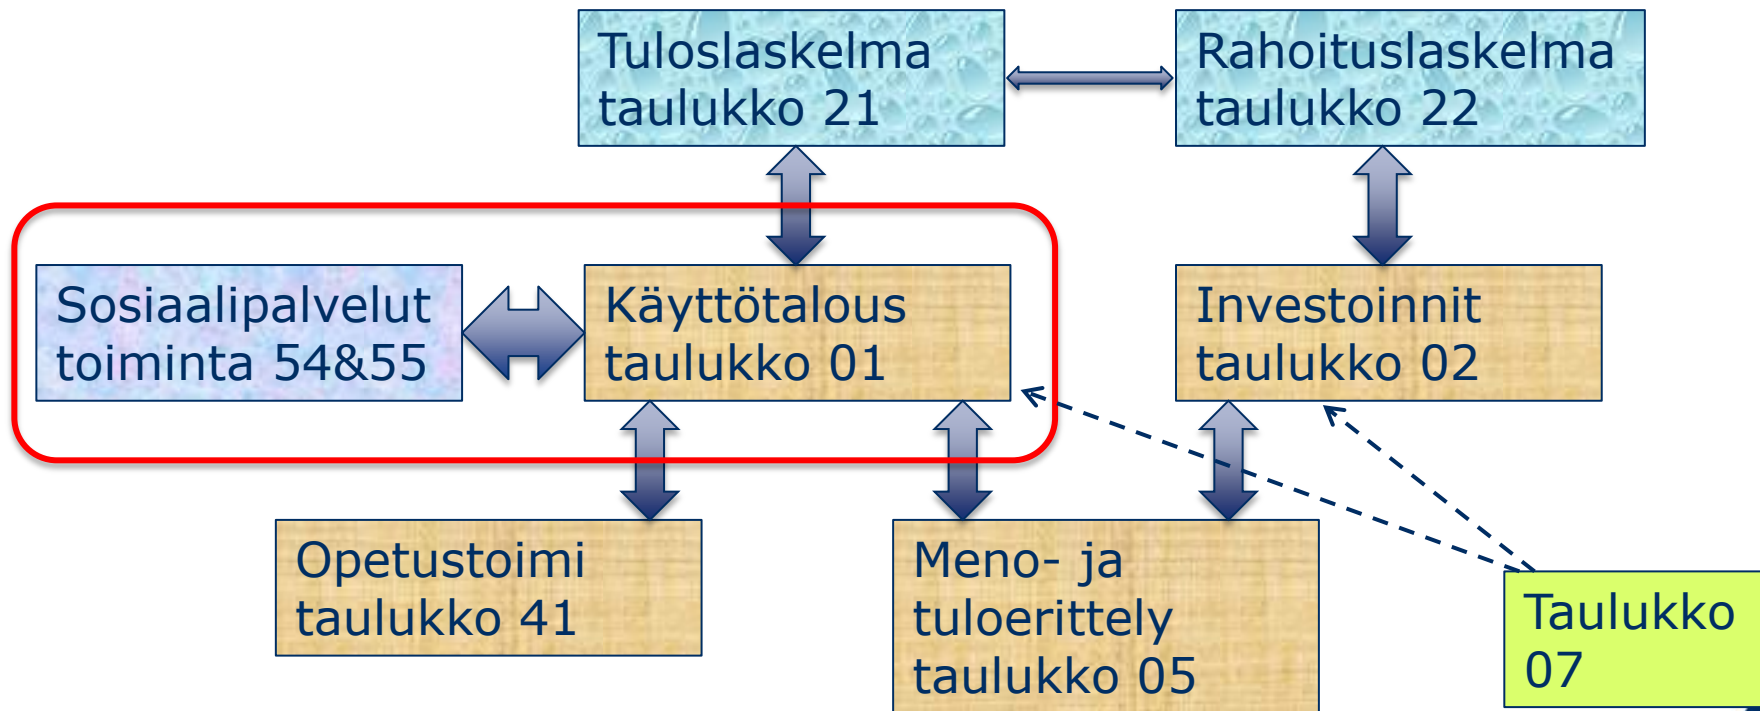 Tuloslaskelma
taulukko 21
Rahoituslaskelma
taulukko 22
Sosiaalipalvelut
toiminta 54&55
Käyttötalous
taulukko 01
Investoinnit
taulukko 02
Opetustoimi
taulukko 41
Meno- ja
tuloerittely
taulukko 05
Taulukko
07